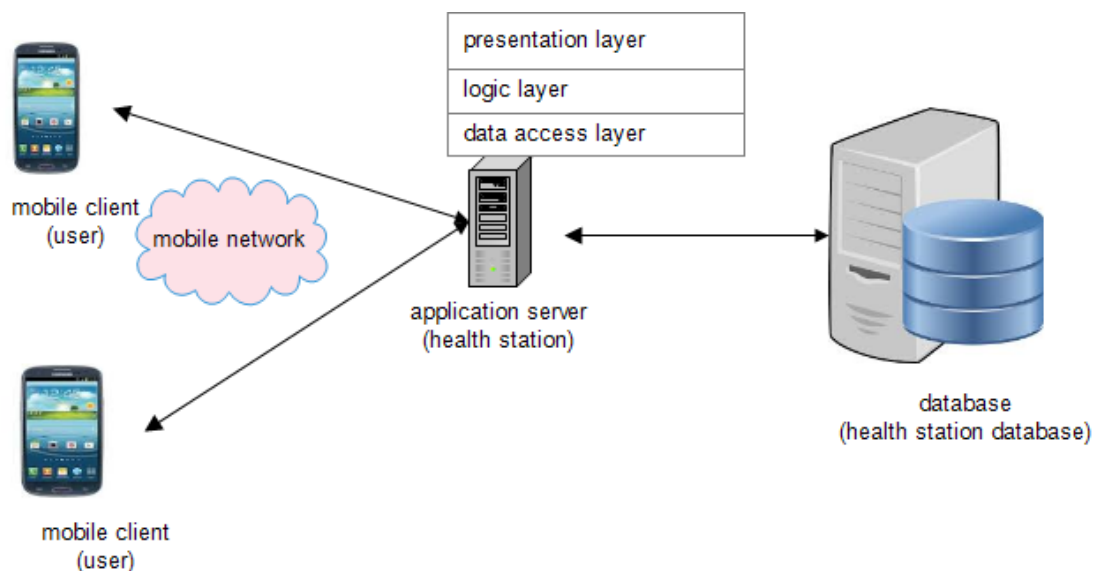 presentation layer
logic layer
data access layer
mobile client
(user)
mobile network
application server
(health station)
database
(health station database)
mobile client
(user)